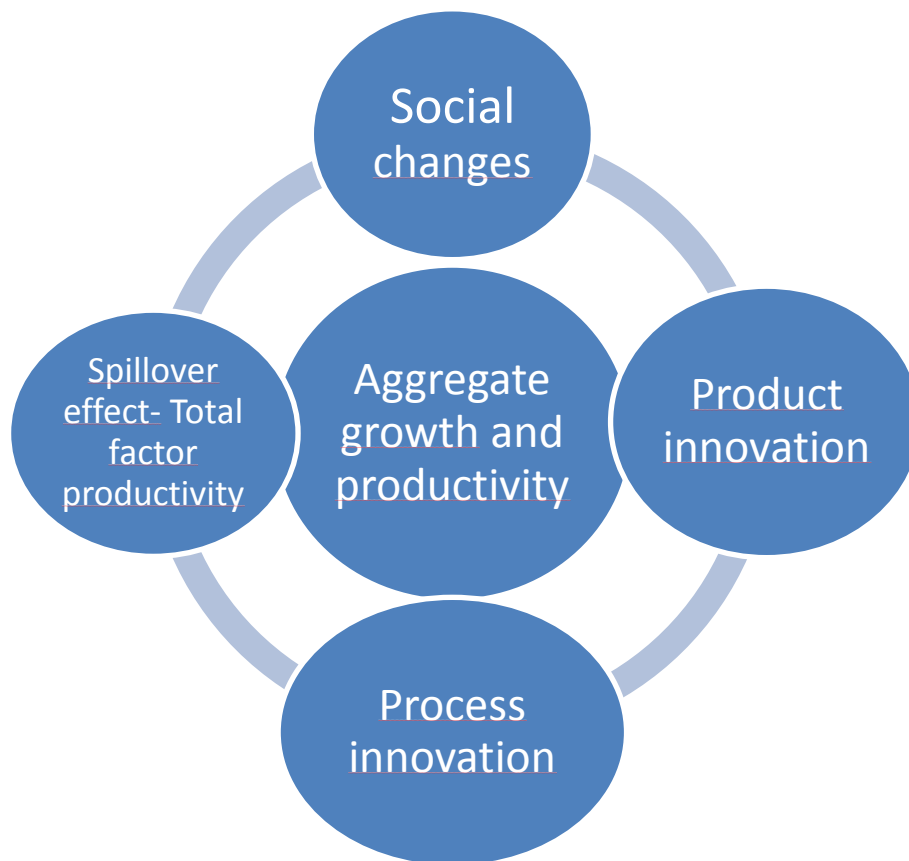 Social
changes
Spillover
effect- Total
factor
productivity
Aggregate
growth and
productivity
Product
innovation
Process
innovation